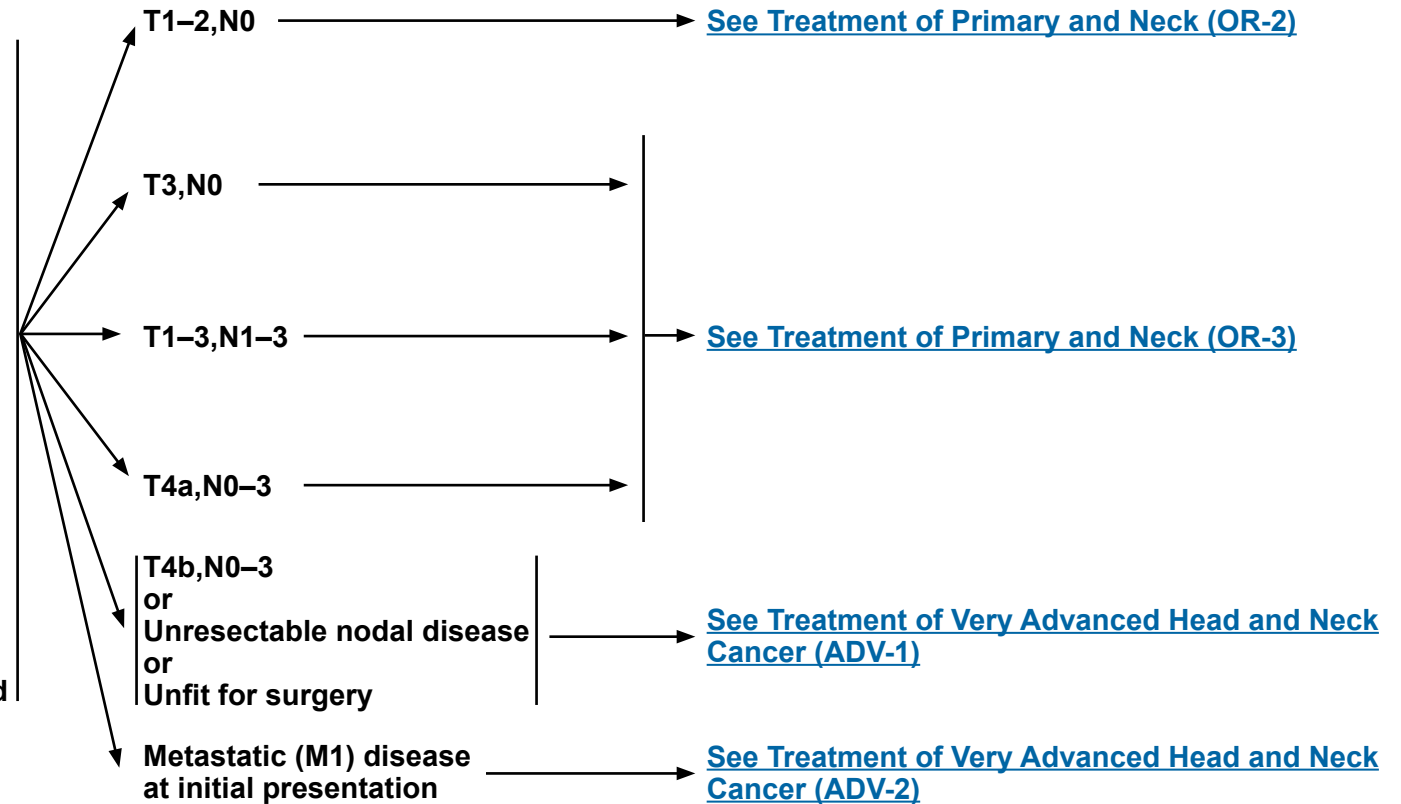 T1–2,N0
See Treatment of Primary and Neck (OR-2)
T3,N0
T1–3,N1–3
See Treatment of Primary and Neck (OR-3)
T4a,N0–3
T4b,N0–3
or
Unresectable nodal disease
or
Unfit for surgery
See Treatment of Very Advanced Head and Neck
Cancer (ADV-1)
Metastatic (M1) disease
at initial presentation
See Treatment of Very Advanced Head and Neck
Cancer (ADV-2)